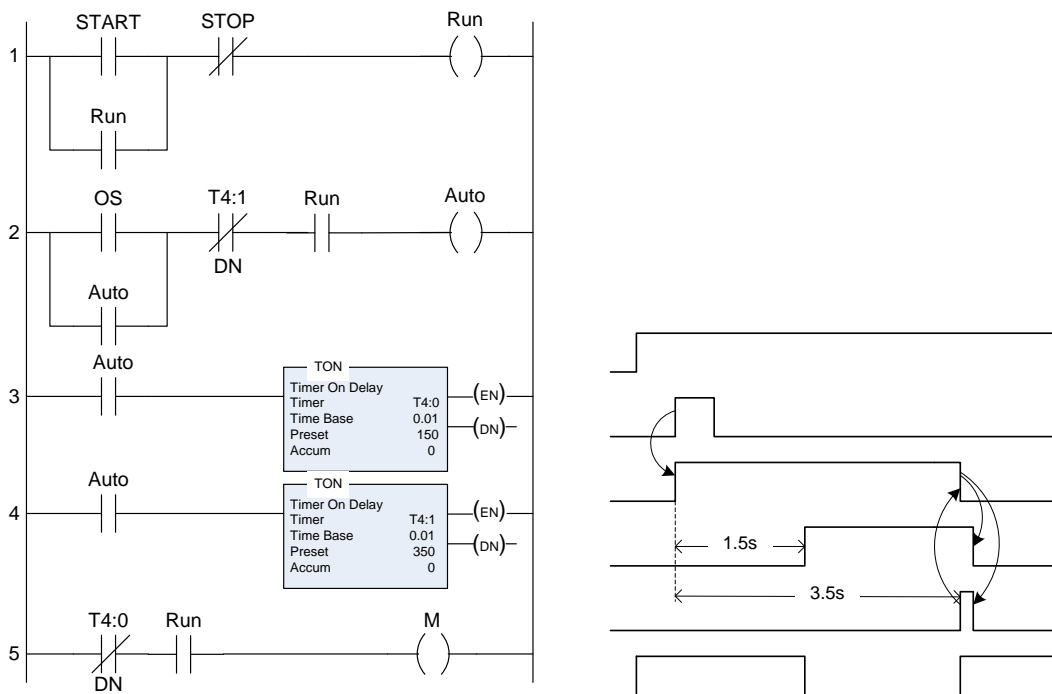 START STOP Run
1
Run
OS T4:1 Run Auto
2
DN
Auto
Auto
3
TON
Timer On Delay
Timer T4:0
Time Base 0.01
Preset 150
Accum 0
(EN)
(DN)
Auto
4
TON
Timer On Delay
Timer T4:1
Time Base 0.01
Preset 350
Accum 0
(EN)
(DN)
T4:0 Run M
5
DN
1.5s
3.5s